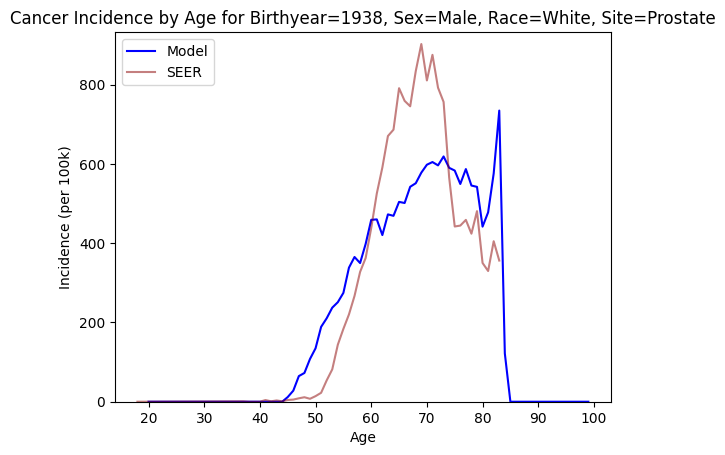 Cancer Incidence by Age for Birthyear=1938, Sex=Male, Race=White, Site=Prostate
Model
SEER
Incidence (per 100k)
800
600
400
200
0
20 30 40 50 60 70 80 90 100
Age